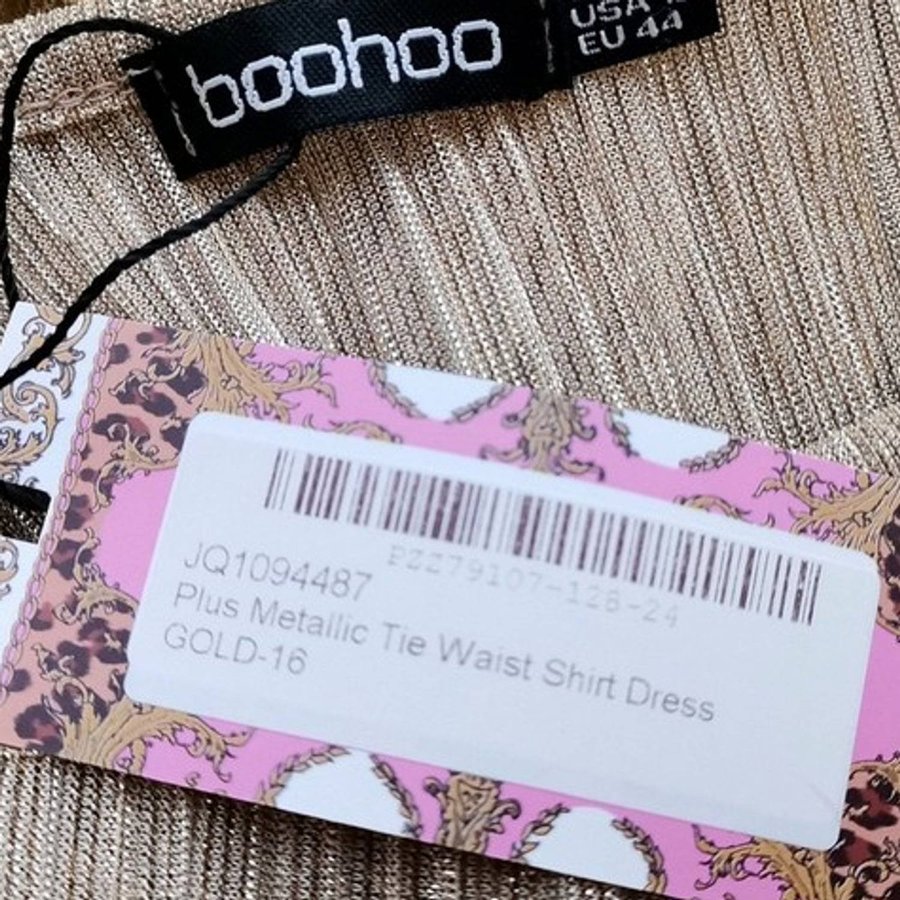 boohoo
USA
EU 44
PZZ79107-128-24
JQ1094487
Plus Metallic Tie Waist Shirt Dress
GOLD-16